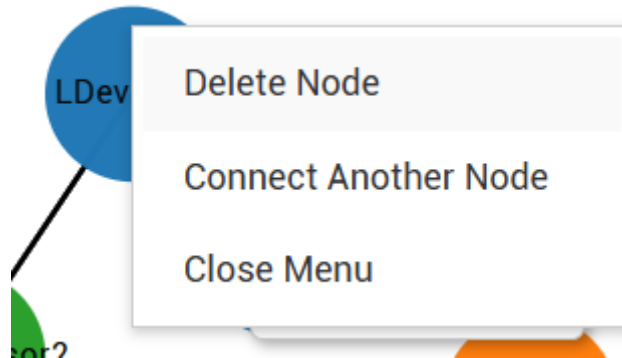 LDev
Delete Node
Connect Another Node
Close Menu
sor?